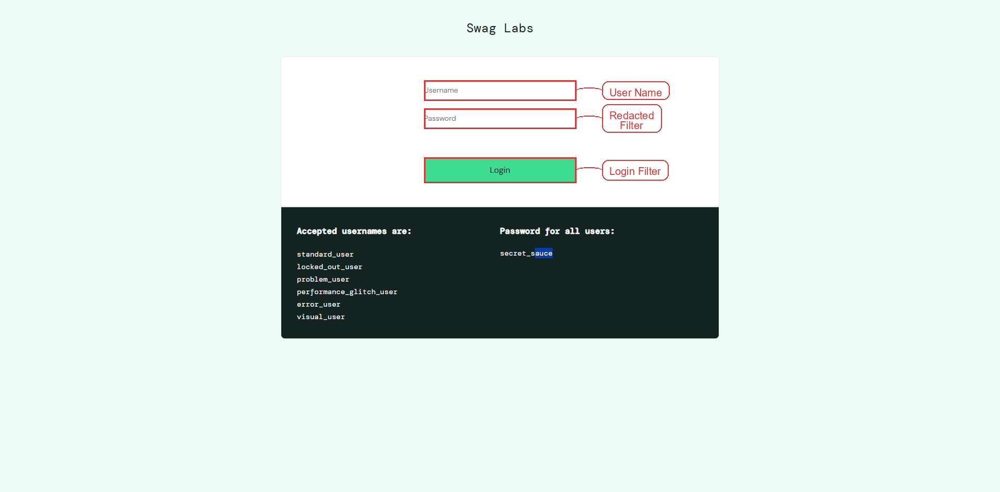 Swag Labs
Username
User Name
Password
Redacted
Filter
Login
Login Filter
Accepted usernames are:
standard_user
locked_out_user
problem_user
performance_glitch_user
error_user
visual_user
Password for all users:
secret_sauce